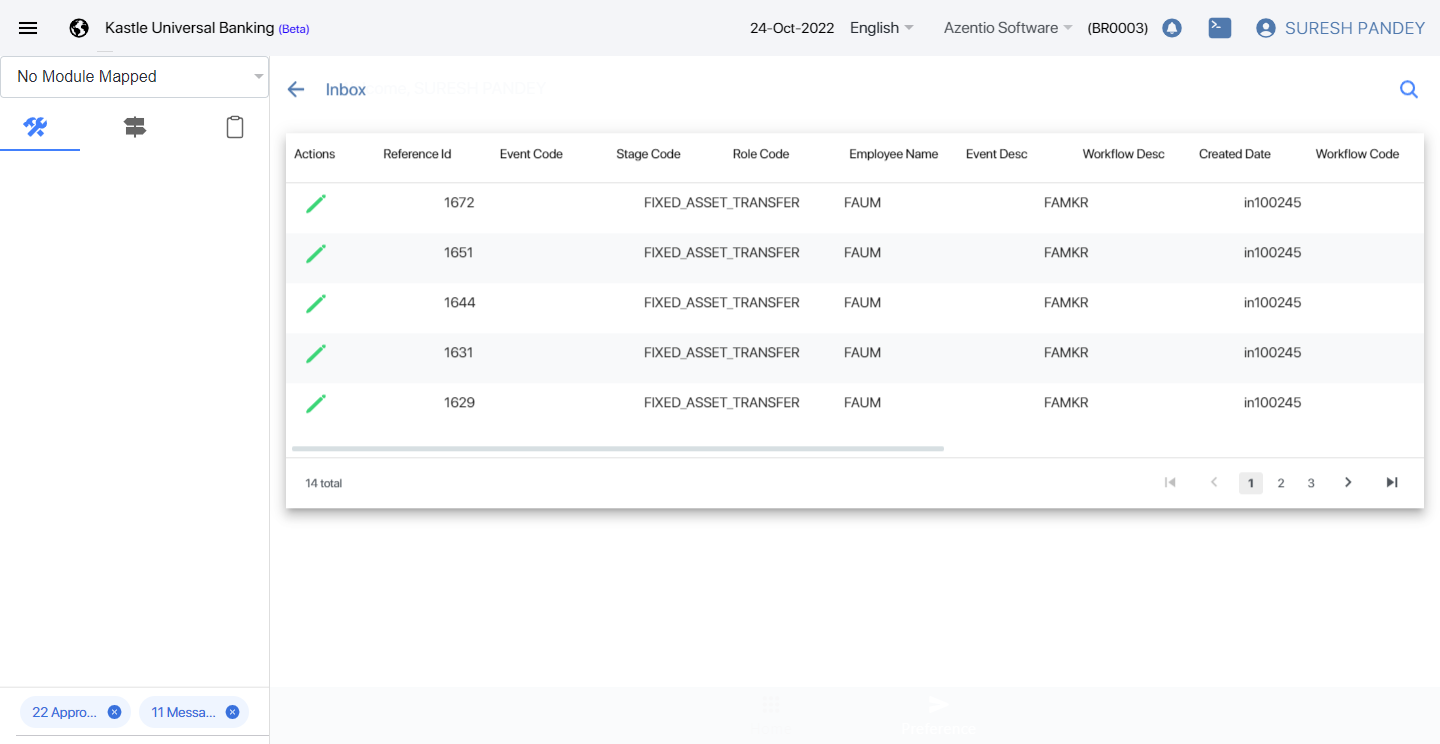 Kastle Universal Banking (Beta) 24-Oct-2022 English Azentio Software (BR0003) SURESH PANDEY
No Module Mapped
Inbox
Actions Reference Id Event Code Stage Code Role Code Employee Name Event Desc Workflow Desc Created Date Workflow Code
1672 FIXED_ASSET_TRANSFER FAUM FAMKR in100245
1651 FIXED_ASSET_TRANSFER FAUM FAMKR in100245
1644 FIXED_ASSET_TRANSFER FAUM FAMKR in100245
1631 FIXED_ASSET_TRANSFER FAUM FAMKR in100245
1629 FIXED_ASSET_TRANSFER FAUM FAMKR in100245
14 total 1 2 3
22 Appro... 11 Messa...